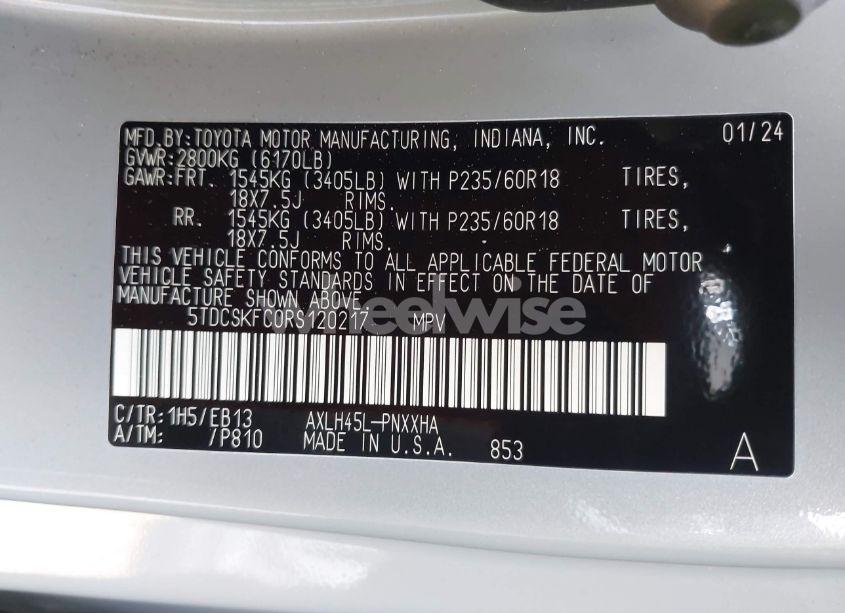 MFD.BY:TOYOTA MOTOR MANUFACTURING, INDIANA, INC. 01/24
GVWR:2800KG (6170LB)
GAWR:FRT. 1545KG (3405LB) WITH P235/60R18 TIRES,
18X7.5J RIMS.
RR. 1545KG (3405LB) WITH P235/60R18 TIRES,
18X7.5J RIMS.
THIS VEHICLE CONFORMS TO ALL APPLICABLE FEDERAL MOTOR
VEHICLE SAFETY STANDARDS IN EFFECT ON THE DATE OF
MANUFACTURE SHOWN ABOVE.
5TDCSKFC0RS120217 MPV
C/TR:1H5/EB13 AXLH45L-PNXXHA
A/TM: /P810 MADE IN U.S.A. 853 A